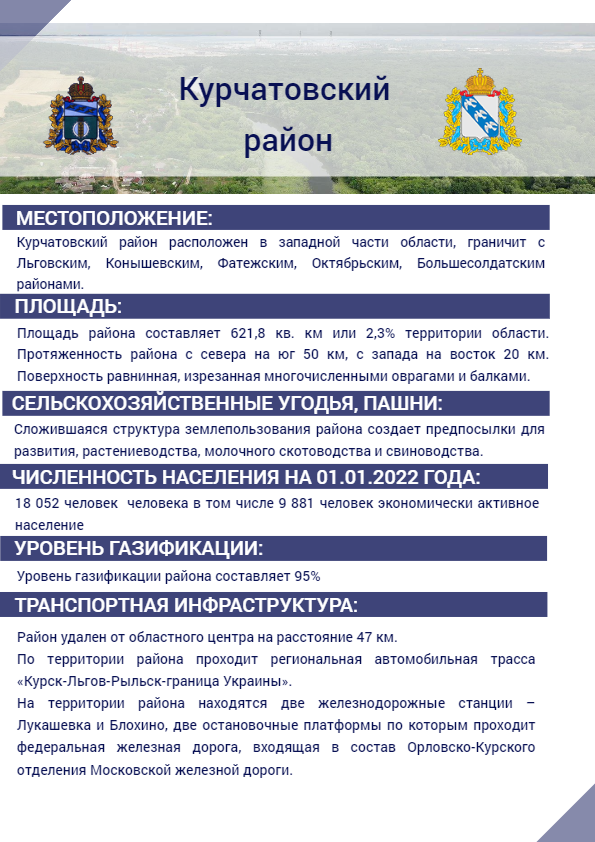 Курчатовский
район
МЕСТОПОЛОЖЕНИЕ:
Курчатовский район расположен в западной части области, граничит с
Льговским, Конышевским, Фатежским, Октябрьским, Большесолдатским
районами.
ПЛОЩАДЬ:
Площадь района составляет 621,8 кв. км или 2,3% территории области.
Протяженность района с севера на юг 50 км, с запада на восток 20 км.
Поверхность равнинная, изрезанная многочисленными оврагами и балками.
СЕЛЬСКОХОЗЯЙСТВЕННЫЕ УГОДЬЯ, ПАШНИ:
Сложившаяся структура землепользования района создает предпосылки для
развития, растениеводства, молочного скотоводства и свиноводства.
ЧИСЛЕННОСТЬ НАСЕЛЕНИЯ НА 01.01.2022 ГОДА:
18 052 человек  человека в том числе 9 881 человек экономически активное
население
УРОВЕНЬ ГАЗИФИКАЦИИ:
Уровень газификации района составляет 95%
ТРАНСПОРТНАЯ ИНФРАСТРУКТУРА:
Район удален от областного центра на расстояние 47 км.
По территории района проходит региональная автомобильная трасса
«Курск-Льгов-Рыльск-граница Украины».
На территории района находятся две железнодорожные станции –
Лукашевка и Блохино, две остановочные платформы по которым проходит
федеральная железная дорога, входящая в состав Орловско-Курского
отделения Московской железной дороги.